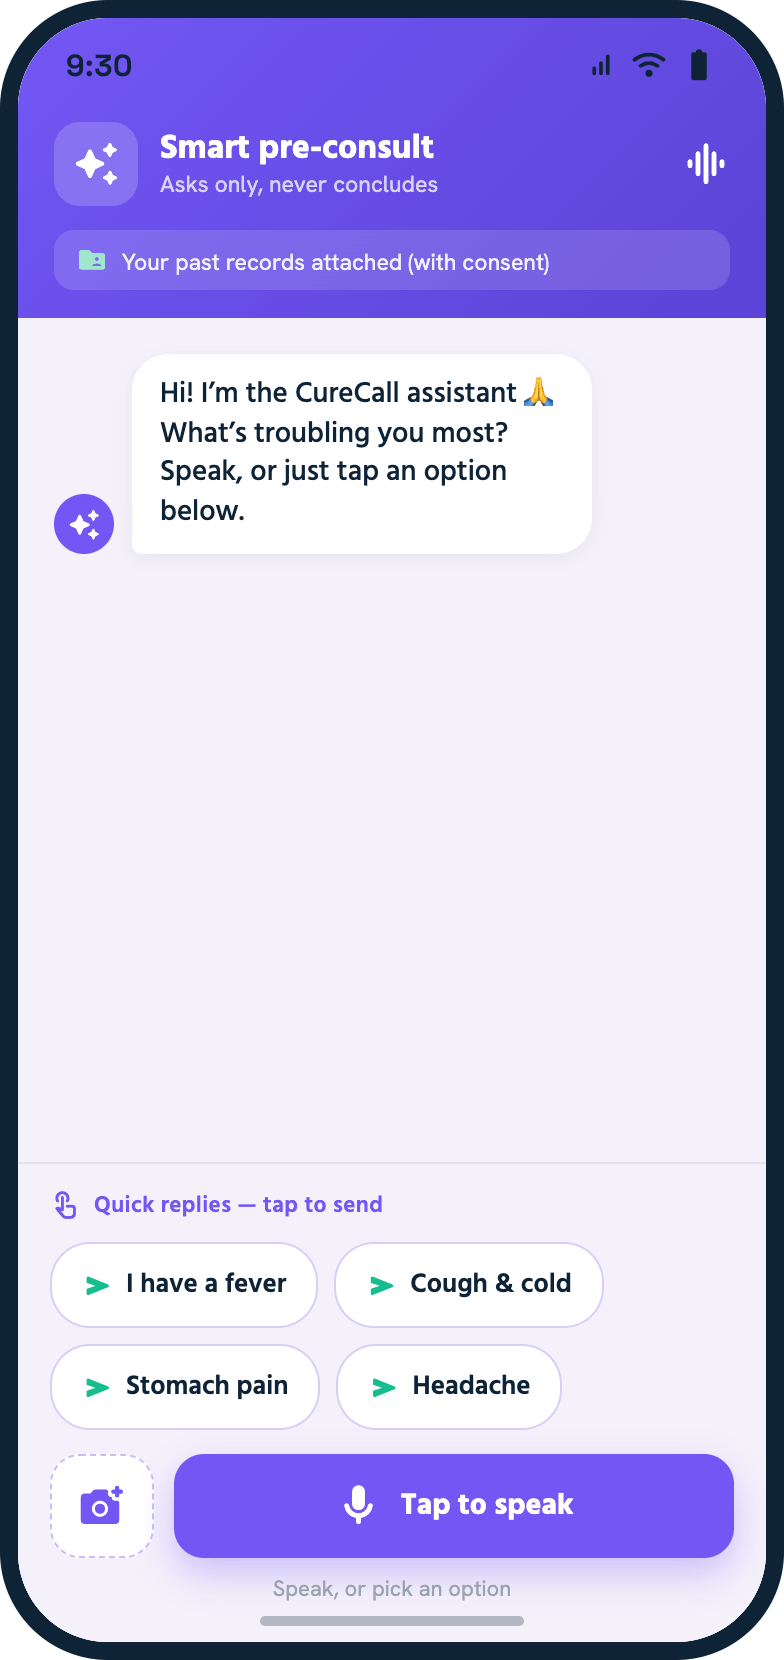 9:30
Smart pre-consult
Asks only, never concludes
Your past records attached (with consent)
Hi! I’m the CureCall assistant 🙏
What’s troubling you most?
Speak, or just tap an option
below.
Quick replies — tap to send
I have a fever
Cough & cold
Stomach pain
Headache
Tap to speak
Speak, or pick an option